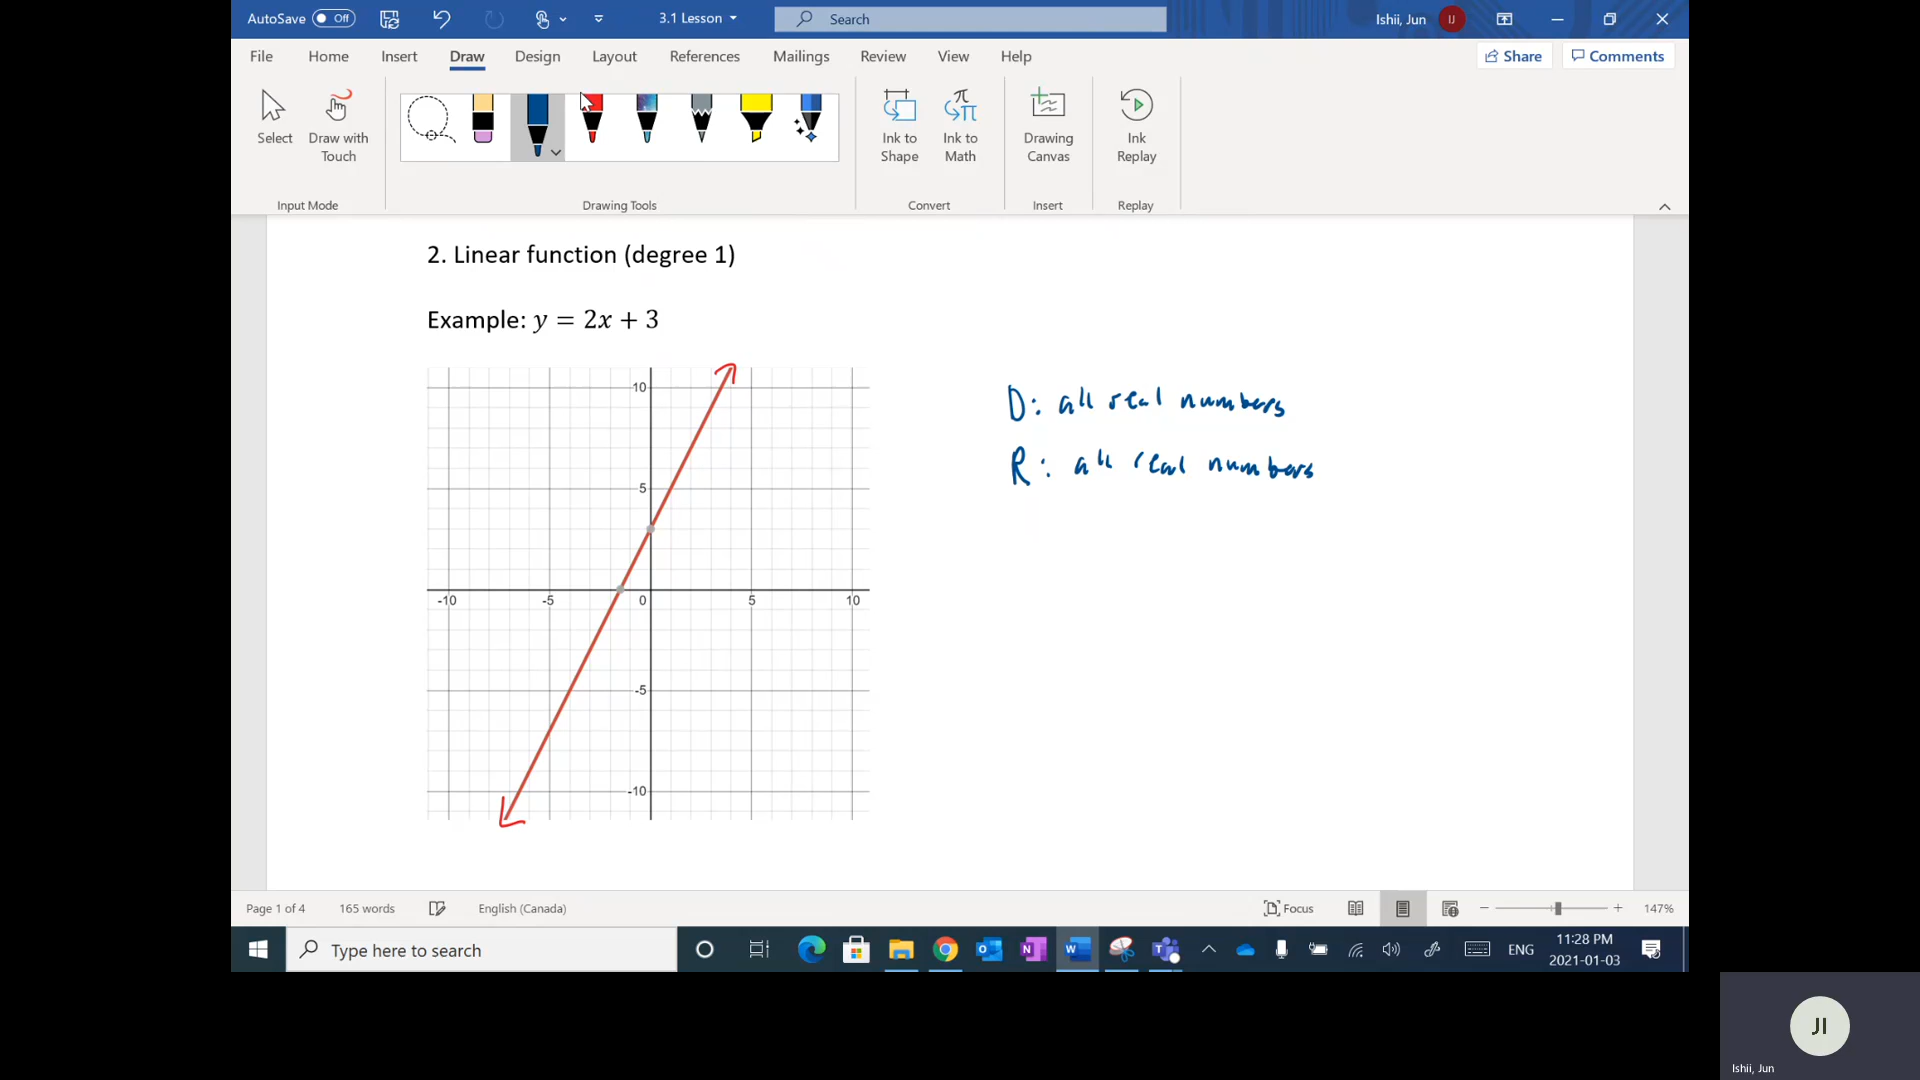 AutoSave Off 3.1 Lesson Search Ishii, Jun IJ
File Home Insert Draw Design Layout References Mailings Review View Help Share Comments
Select Draw with Touch Ink to Shape Ink to Math Drawing Canvas Ink Replay
Input Mode Drawing Tools Convert Insert Replay
2. Linear function (degree 1)
Example: y = 2x + 3
10
5
-10 -5 0 5 10
-5
-10
D: all real numbers
R: all real numbers
Page 1 of 4 165 words English (Canada) Focus 147%
Type here to search ENG 11:28 PM
2021-01-03
JI
Ishii, Jun